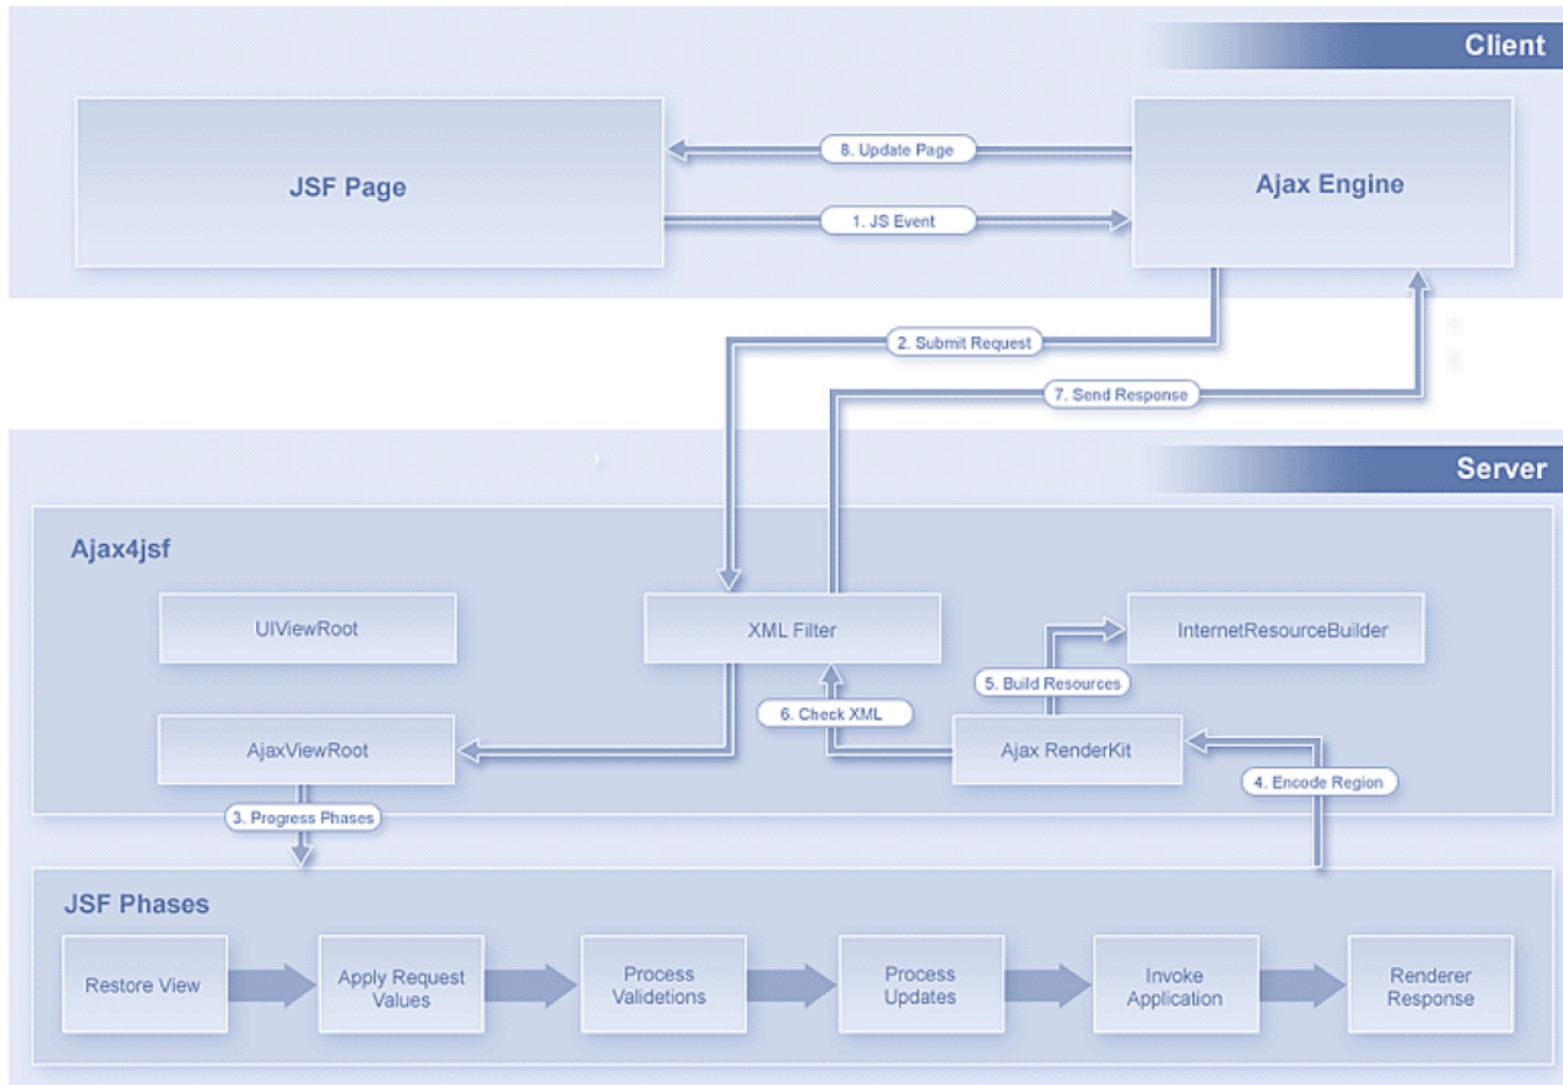 Client
JSF Page
8. Update Page
1. JS Event
Ajax Engine
2. Submit Request
7. Send Response
Server
Ajax4jsf
UIViewRoot
XML Filter
InternetResourceBuilder
5. Build Resources
6. Check XML
AjaxViewRoot
Ajax RenderKit
4. Encode Region
3. Progress Phases
JSF Phases
Restore View
Apply Request
Values
Process
Validetions
Process
Updates
Invoke
Application
Renderer
Response